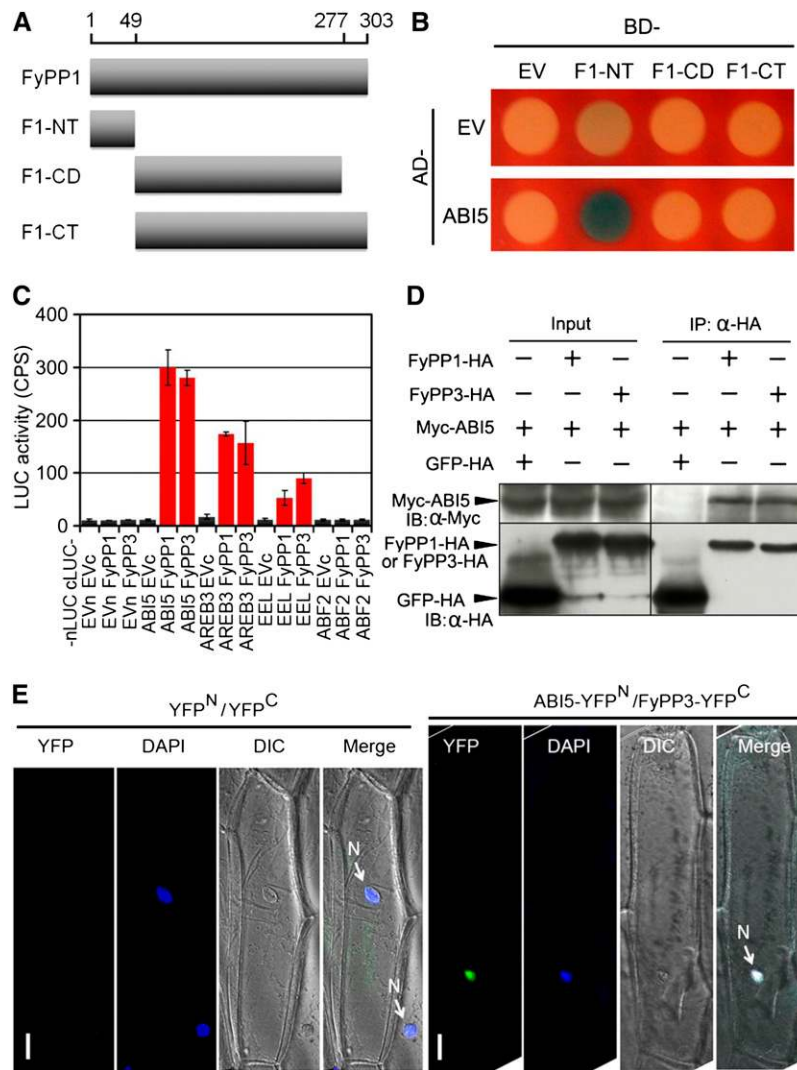 A
1 49 277 303
FyPP1
F1-NT
F1-CD
F1-CT
B
BD-
EV F1-NT F1-CD F1-CT
AD-
EV
ABI5
C
LUC activity (CPS)
400
300
200
100
0
-nLUC cLUC-
EVn EVc
EVn FyPP1
EVn FyPP3
ABI5 EVc
ABI5 FyPP1
ABI5 FyPP3
AREB3 EVc
AREB3 FyPP1
AREB3 FyPP3
EEL EVc
EEL FyPP1
EEL FyPP3
ABF2 EVc
ABF2 FyPP1
ABF2 FyPP3
D
Input IP: α-HA
FyPP1-HA − + − − + −
FyPP3-HA − − + − − +
Myc-ABI5 + + + + + +
GFP-HA + − − + − −
Myc-ABI5
IB:α-Myc
FyPP1-HA
or FyPP3-HA
GFP-HA
IB:α-HA
E
YFPN/YFPC
YFP DAPI DIC Merge
N
N
ABI5-YFPN/FyPP3-YFPC
YFP DAPI DIC Merge
N